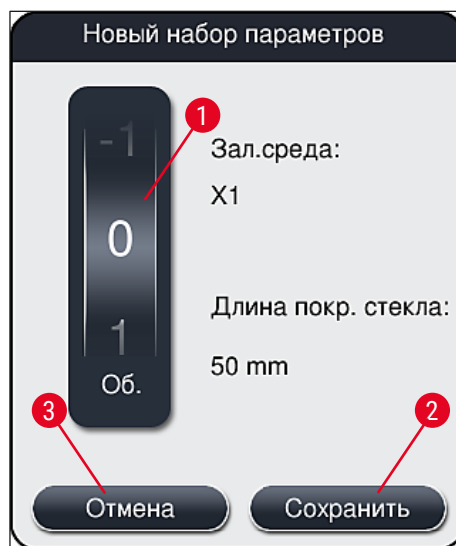 Новый набор параметров
-1
0
1
Об.
1
Зал.среда:
X1
Длина покр. стекла:
50 mm
3
2
Отмена
Сохранить